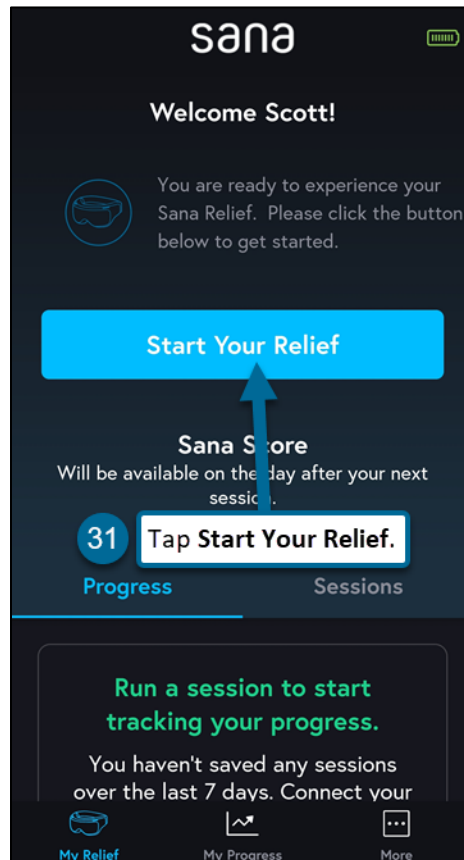 sana
Welcome Scott!
You are ready to experience your
Sana Relief. Please click the button
below to get started.
Start Your Relief
Sana Score
Will be available on the day after your next
session.
31 Tap Start Your Relief.
Progress Sessions
Run a session to start
tracking your progress.
You haven't saved any sessions
over the last 7 days. Connect your
My Relief My Progress More